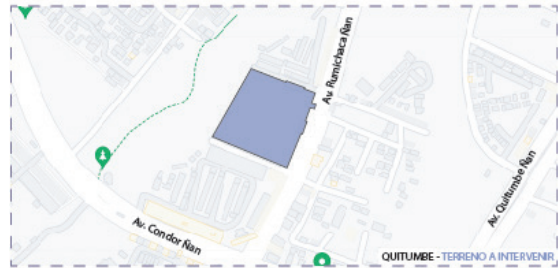 Av. Rumichaca Ñan
Av. Quitumbe Ñan
Av. Condor Ñan
QUITUMBE - TERRENO A INTERVENIR